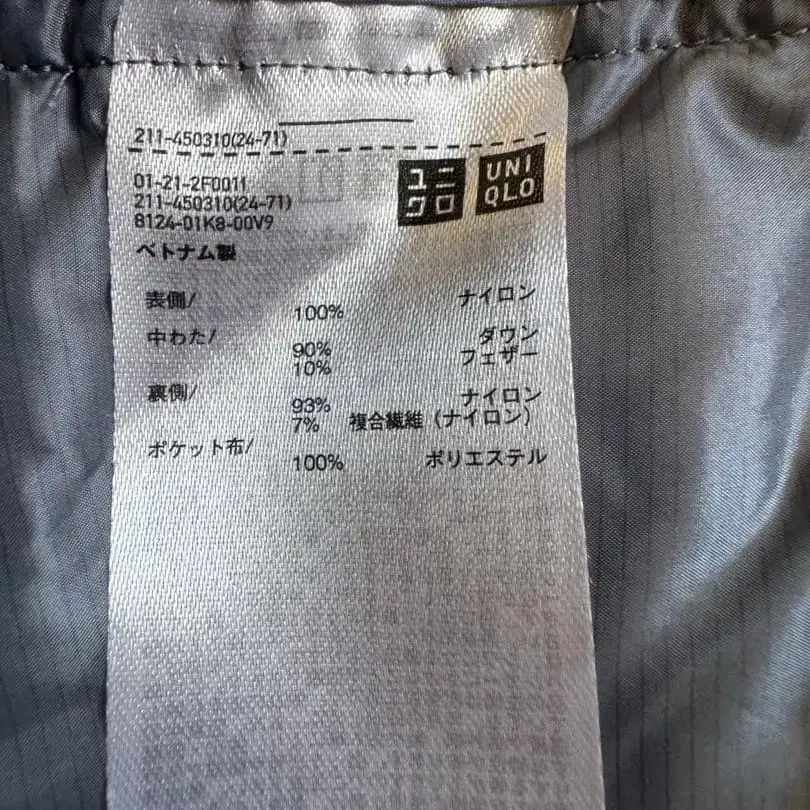 211-450310(24-71)
01-21-2F0011
211-450310(24-71)
8124-01K8-00V9
ユニ
クロ
UNI
QLO
ベトナム製
表側/
100% ナイロン
中わた/
90% ダウン
10% フェザー
裏側/
93% ナイロン
7% 複合繊維(ナイロン)
ポケット布/
100% ポリエステル